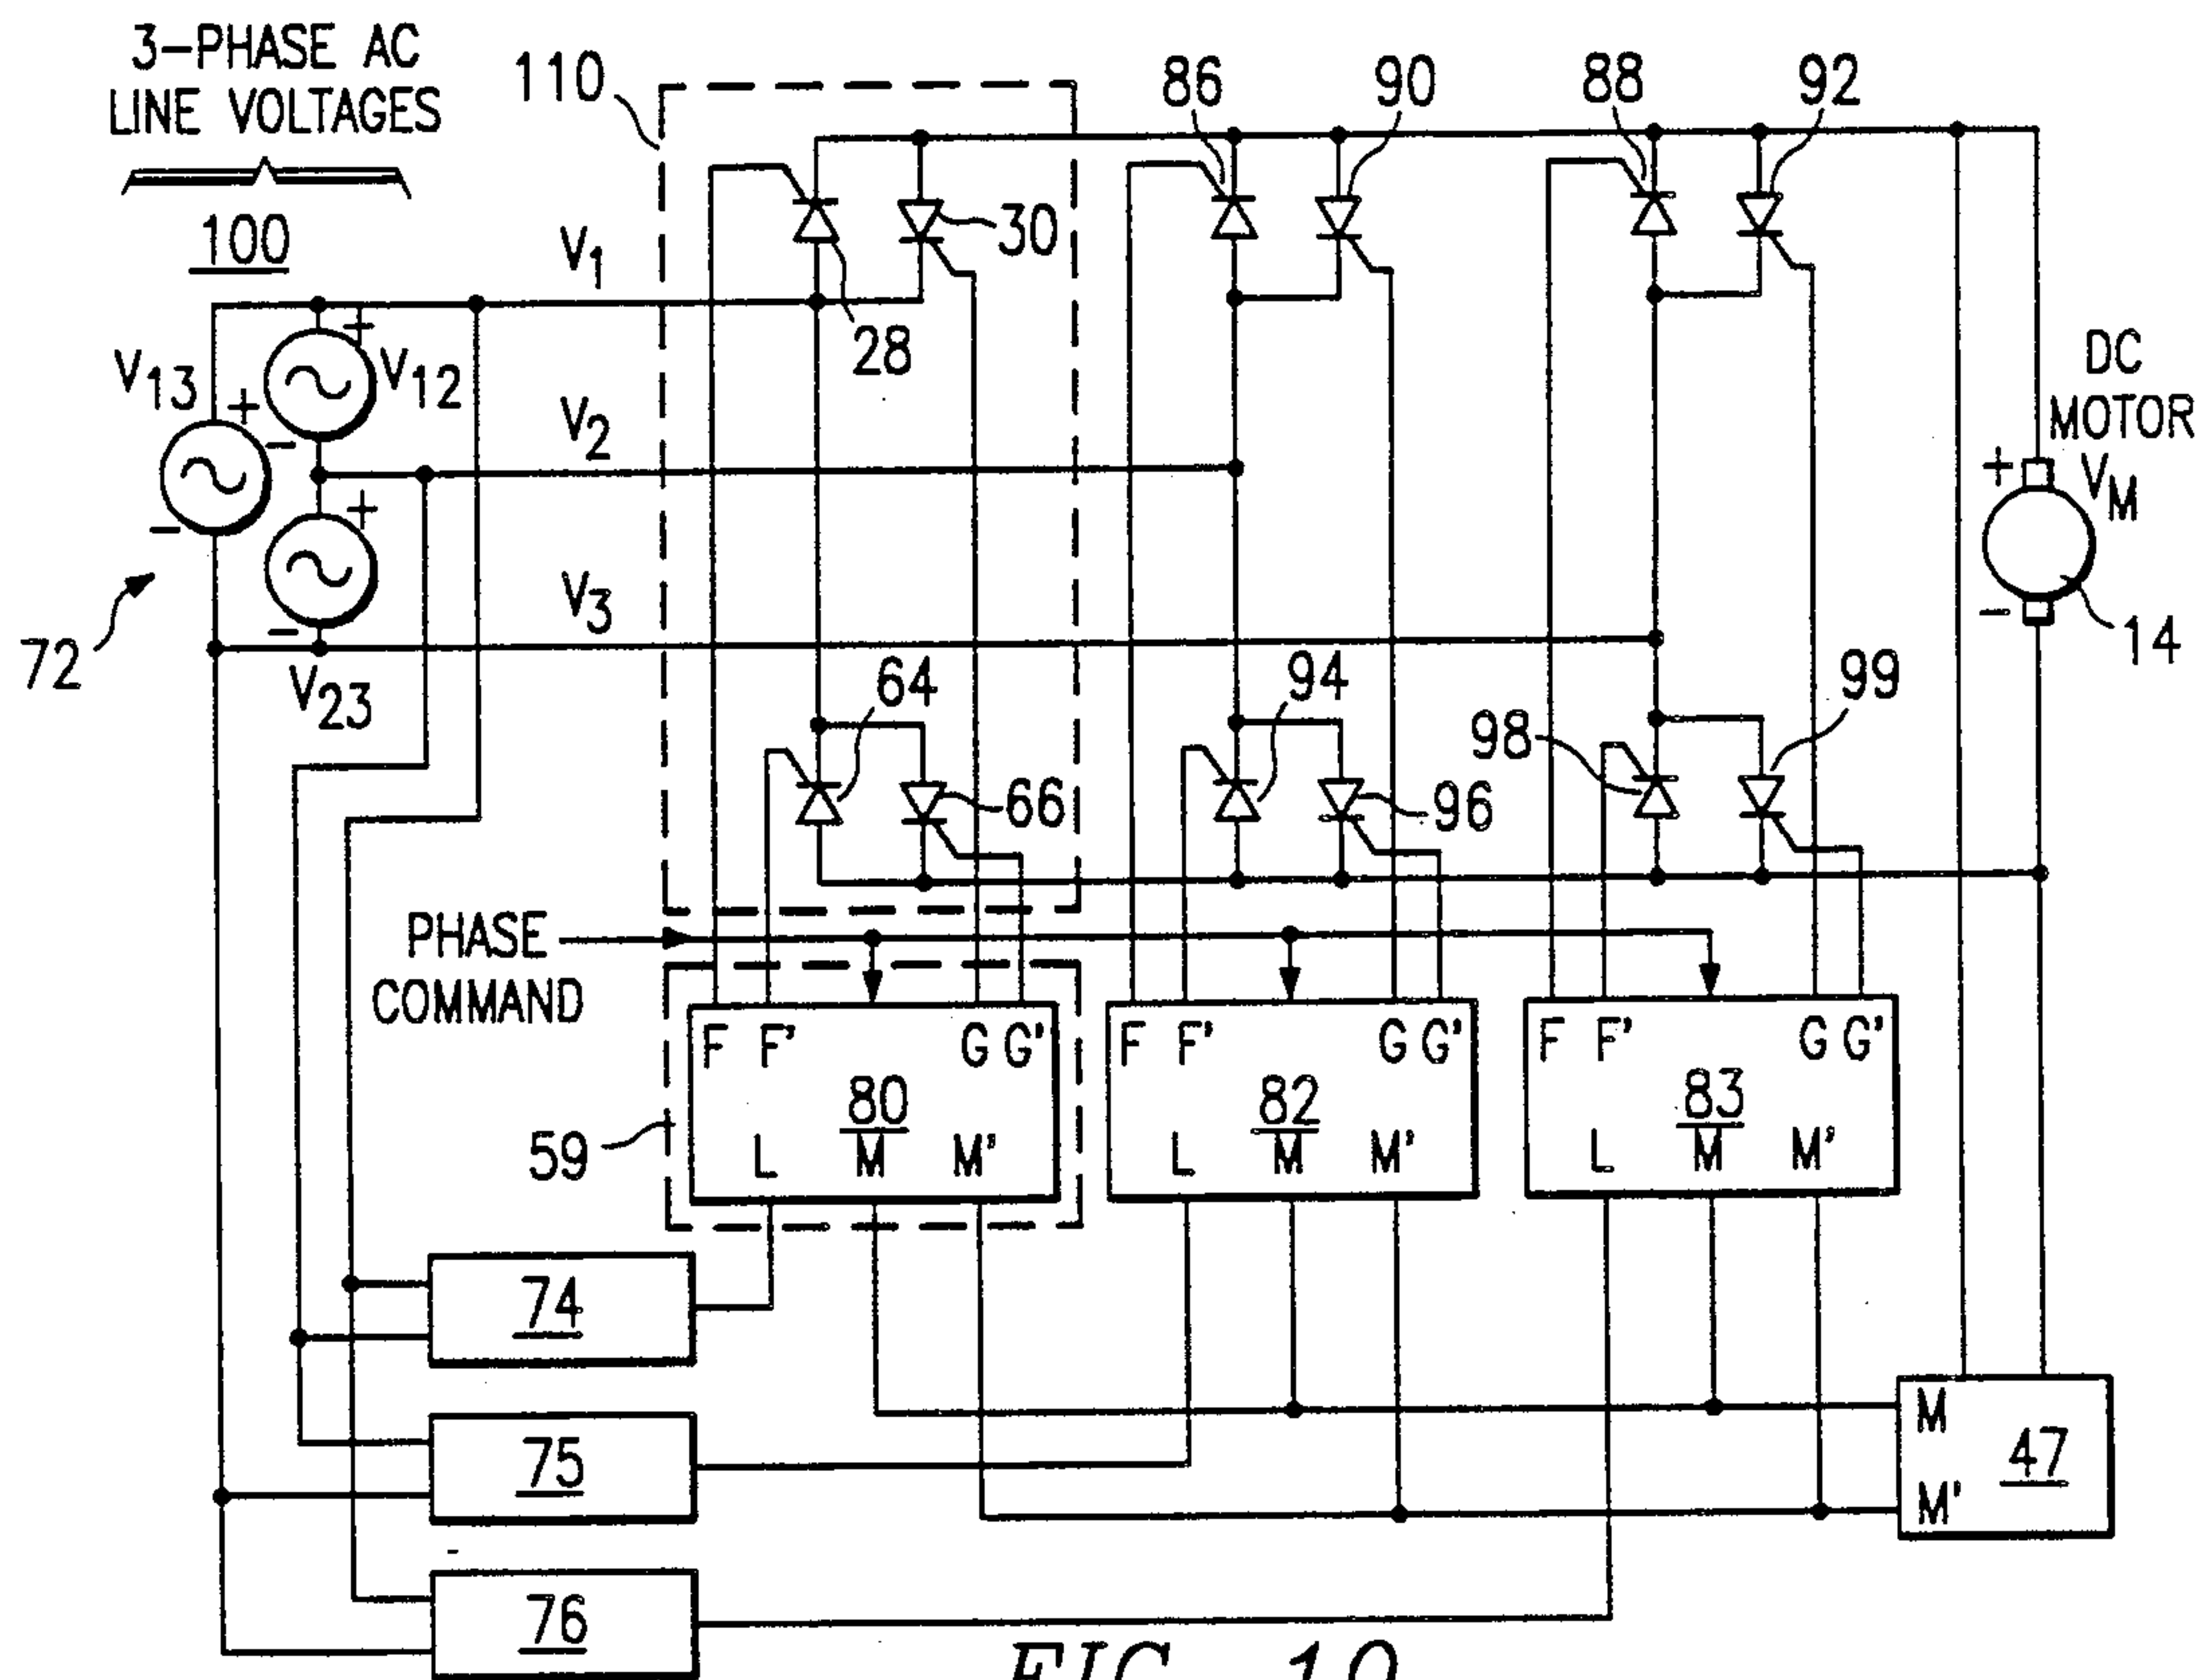 3-PHASE AC
LINE VOLTAGES
100
110
86
90
88
92
V1
30
28
V13
V12
+
+
-
V2
DC
MOTOR
VM
+
-
+
-
V3
-
14
72
V23
64
66
94
96
98
99
PHASE
COMMAND
F F' G G'
80
L M M'
59
F F' G G'
82
L M M'
F F' G G'
83
L M M'
74
75
76
M
47
M'